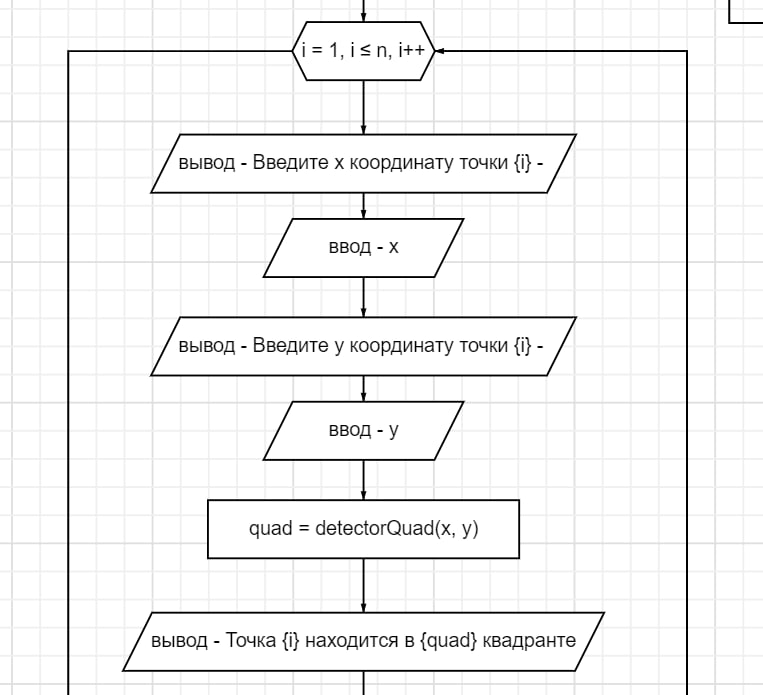 i = 1, i ≤ n, i++
вывод - Введите x координату точки {i} -
ввод - x
вывод - Введите y координату точки {i} -
ввод - y
quad = detectorQuad(x, y)
вывод - Точка {i} находится в {quad} квадранте